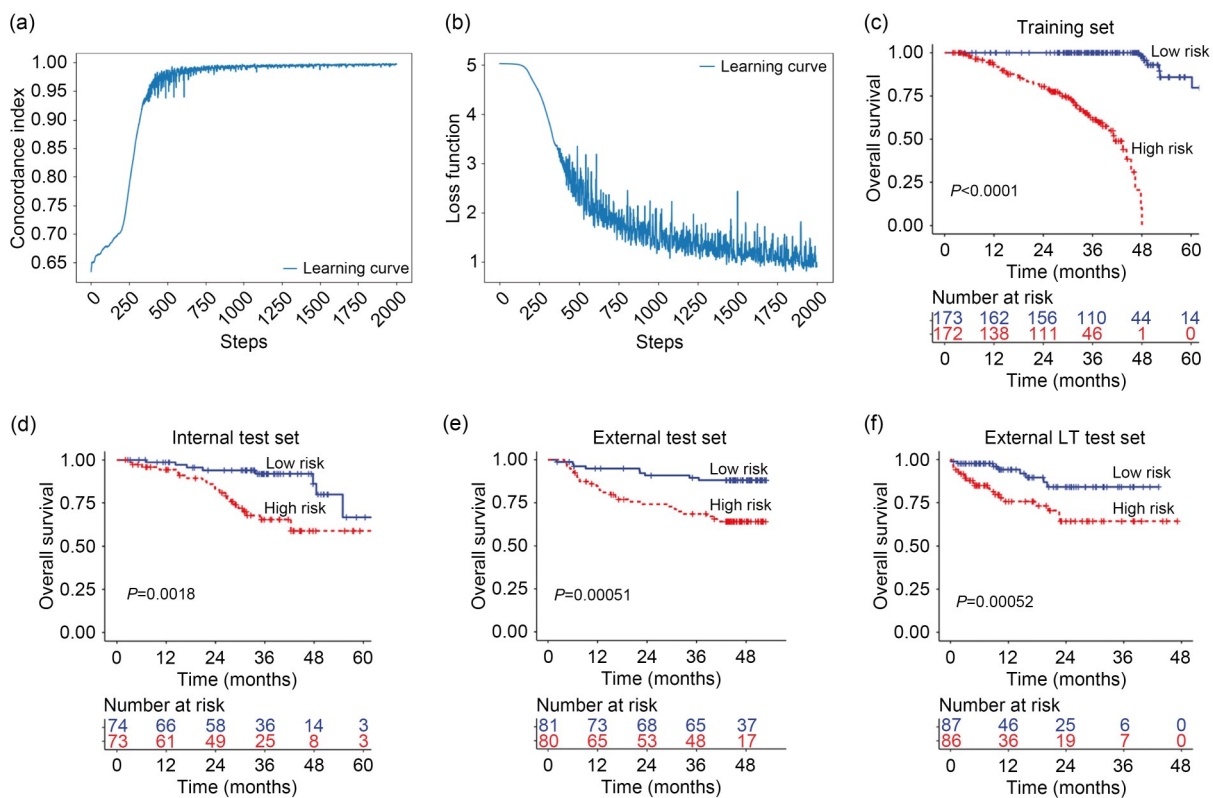 (a)
Concordance index
1.00
0.95
0.90
0.85
0.80
0.75
0.70
0.65
Learning curve
0
250
500
750
1000
1250
1500
1750
2000
Steps
(b)
Loss function
5
4
3
2
1
Learning curve
0
250
500
750
1000
1250
1500
1750
2000
Steps
(c)
Training set
Overall survival
1.00
0.75
0.50
0.25
0.00
Low risk
High risk
P<0.0001
0 12 24 36 48 60
Time (months)
Number at risk
173 162 156 110 44 14
172 138 111 46 1 0
0 12 24 36 48 60
Time (months)
(d)
Internal test set
Overall survival
1.00
0.75
0.50
0.25
0.00
Low risk
High risk
P=0.0018
0 12 24 36 48 60
Time (months)
Number at risk
74 66 58 36 14 3
73 61 49 25 8 3
0 12 24 36 48 60
Time (months)
(e)
External test set
Overall survival
1.00
0.75
0.50
0.25
0.00
Low risk
High risk
P=0.00051
0 12 24 36 48
Time (months)
Number at risk
81 73 68 65 37
80 65 53 48 17
0 12 24 36 48
Time (months)
(f)
External LT test set
Overall survival
1.00
0.75
0.50
0.25
0.00
Low risk
High risk
P=0.00052
0 12 24 36 48
Time (months)
Number at risk
87 46 25 6 0
86 36 19 7 0
0 12 24 36 48
Time (months)